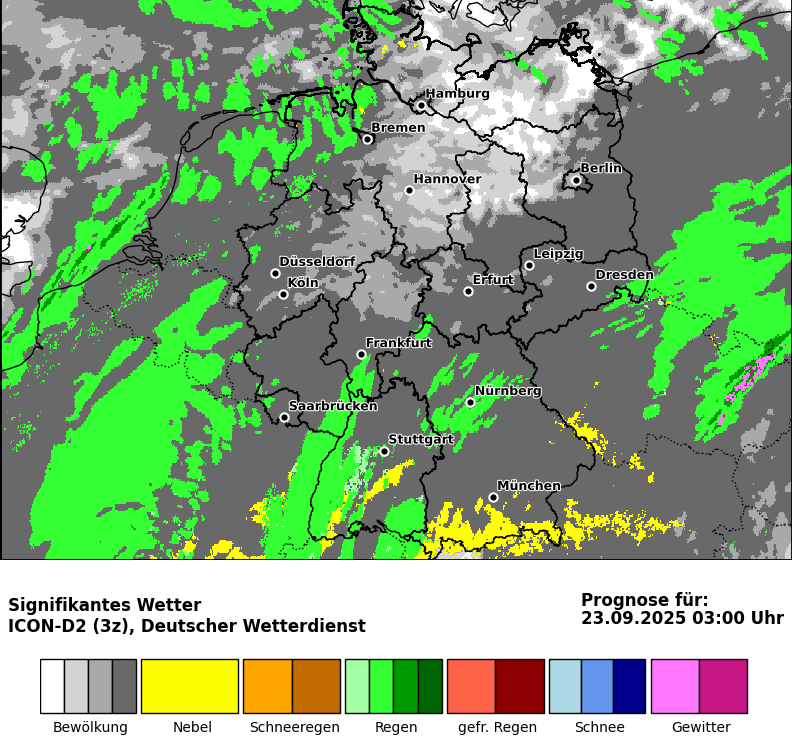 Hamburg
Bremen
Berlin
Hannover
Leipzig
Düsseldorf
Dresden
Erfurt
Köln
Frankfurt
Nürnberg
Saarbrücken
Stuttgart
München
Signifikantes Wetter
ICON-D2 (3z), Deutscher Wetterdienst
Prognose für:
23.09.2025 03:00 Uhr
Bewölkung Nebel Schneeregen Regen gefr. Regen Schnee Gewitter